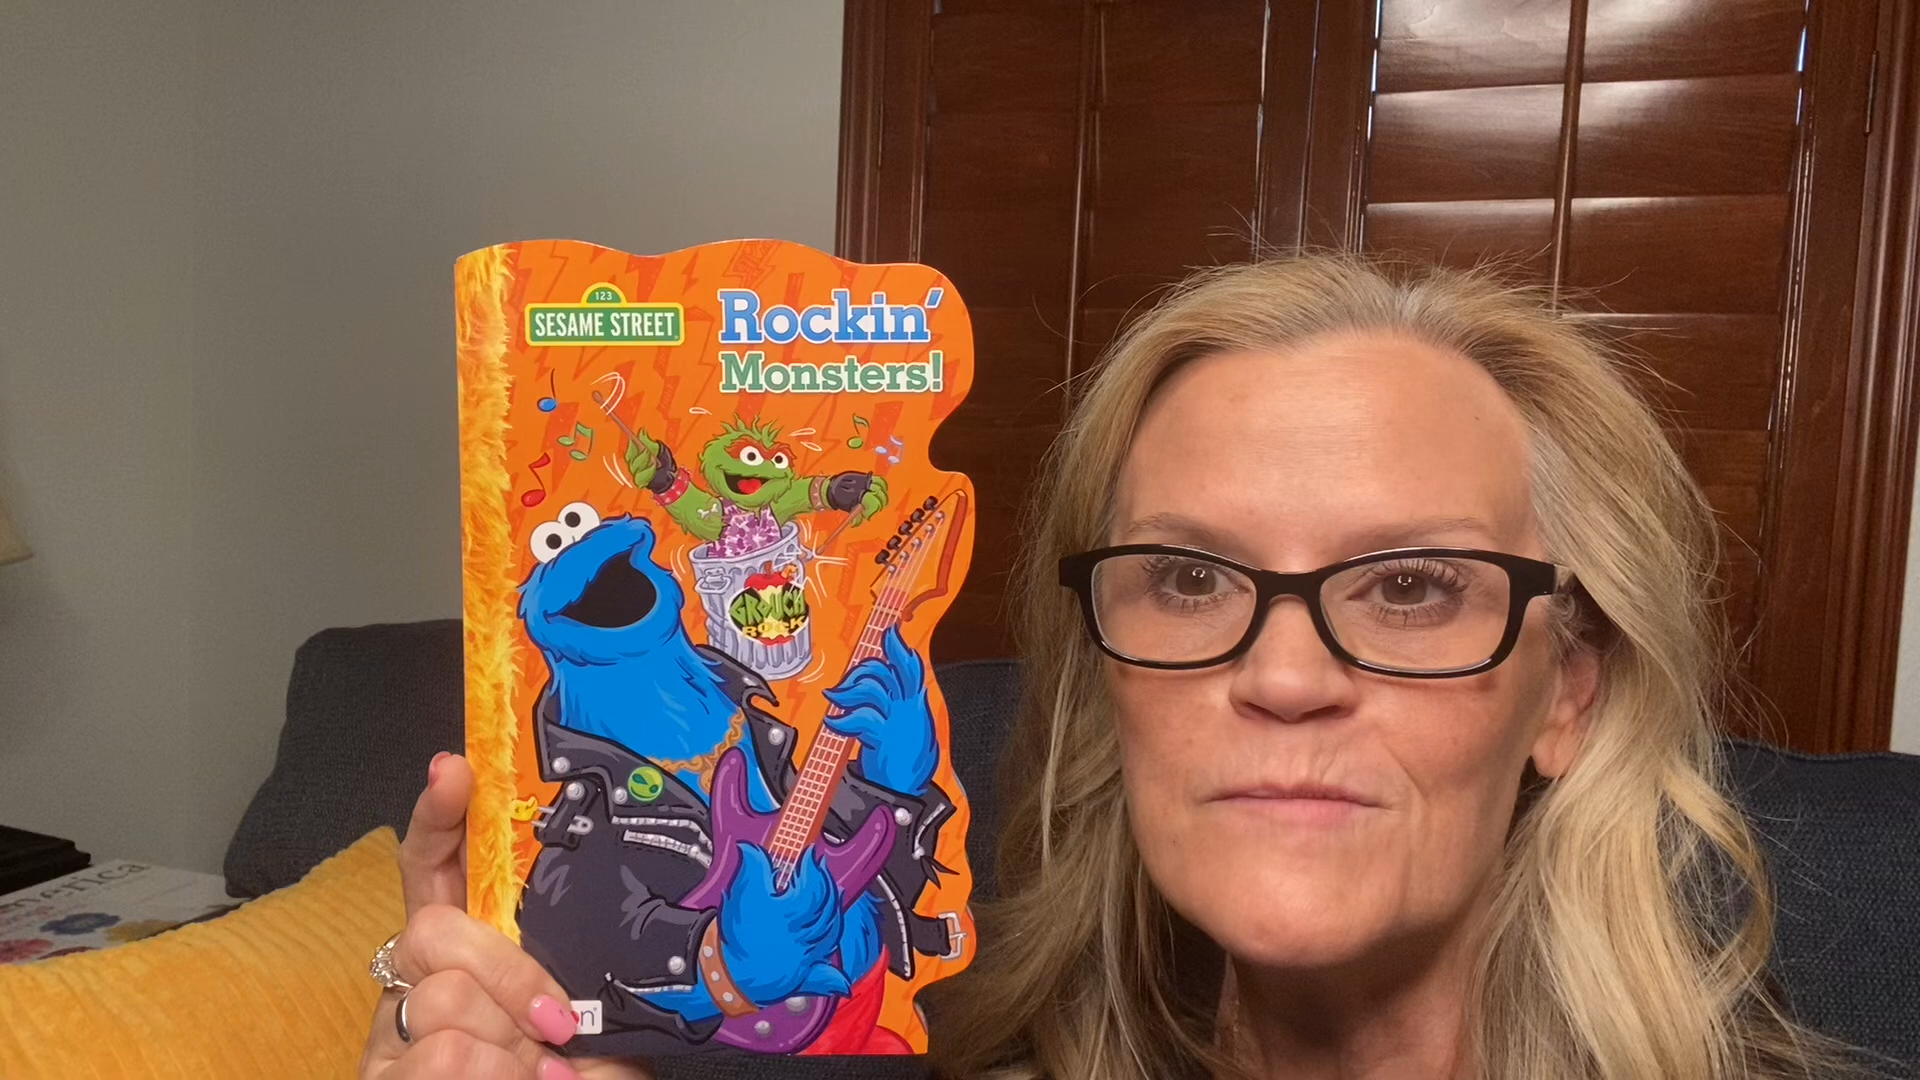 123
SESAME STREET
Rockin'
Monsters!
GROUCH
ROCK